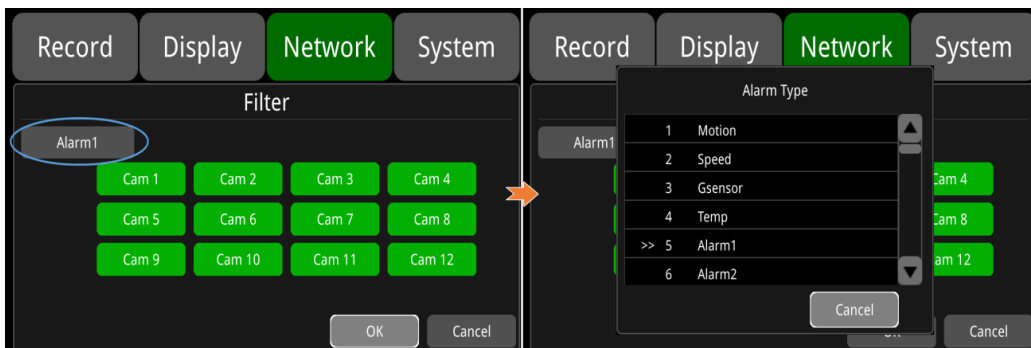 Record Display Network System
Filter
Alarm1
Cam 1 Cam 2 Cam 3 Cam 4
Cam 5 Cam 6 Cam 7 Cam 8
Cam 9 Cam 10 Cam 11 Cam 12
OK Cancel
Record Display Network System
Alarm Type
Alarm1
1 Motion
2 Speed
3 Gsensor
4 Temp
>> 5 Alarm1
6 Alarm2
Cancel
Cam 4
Cam 8
am 12
Cancel